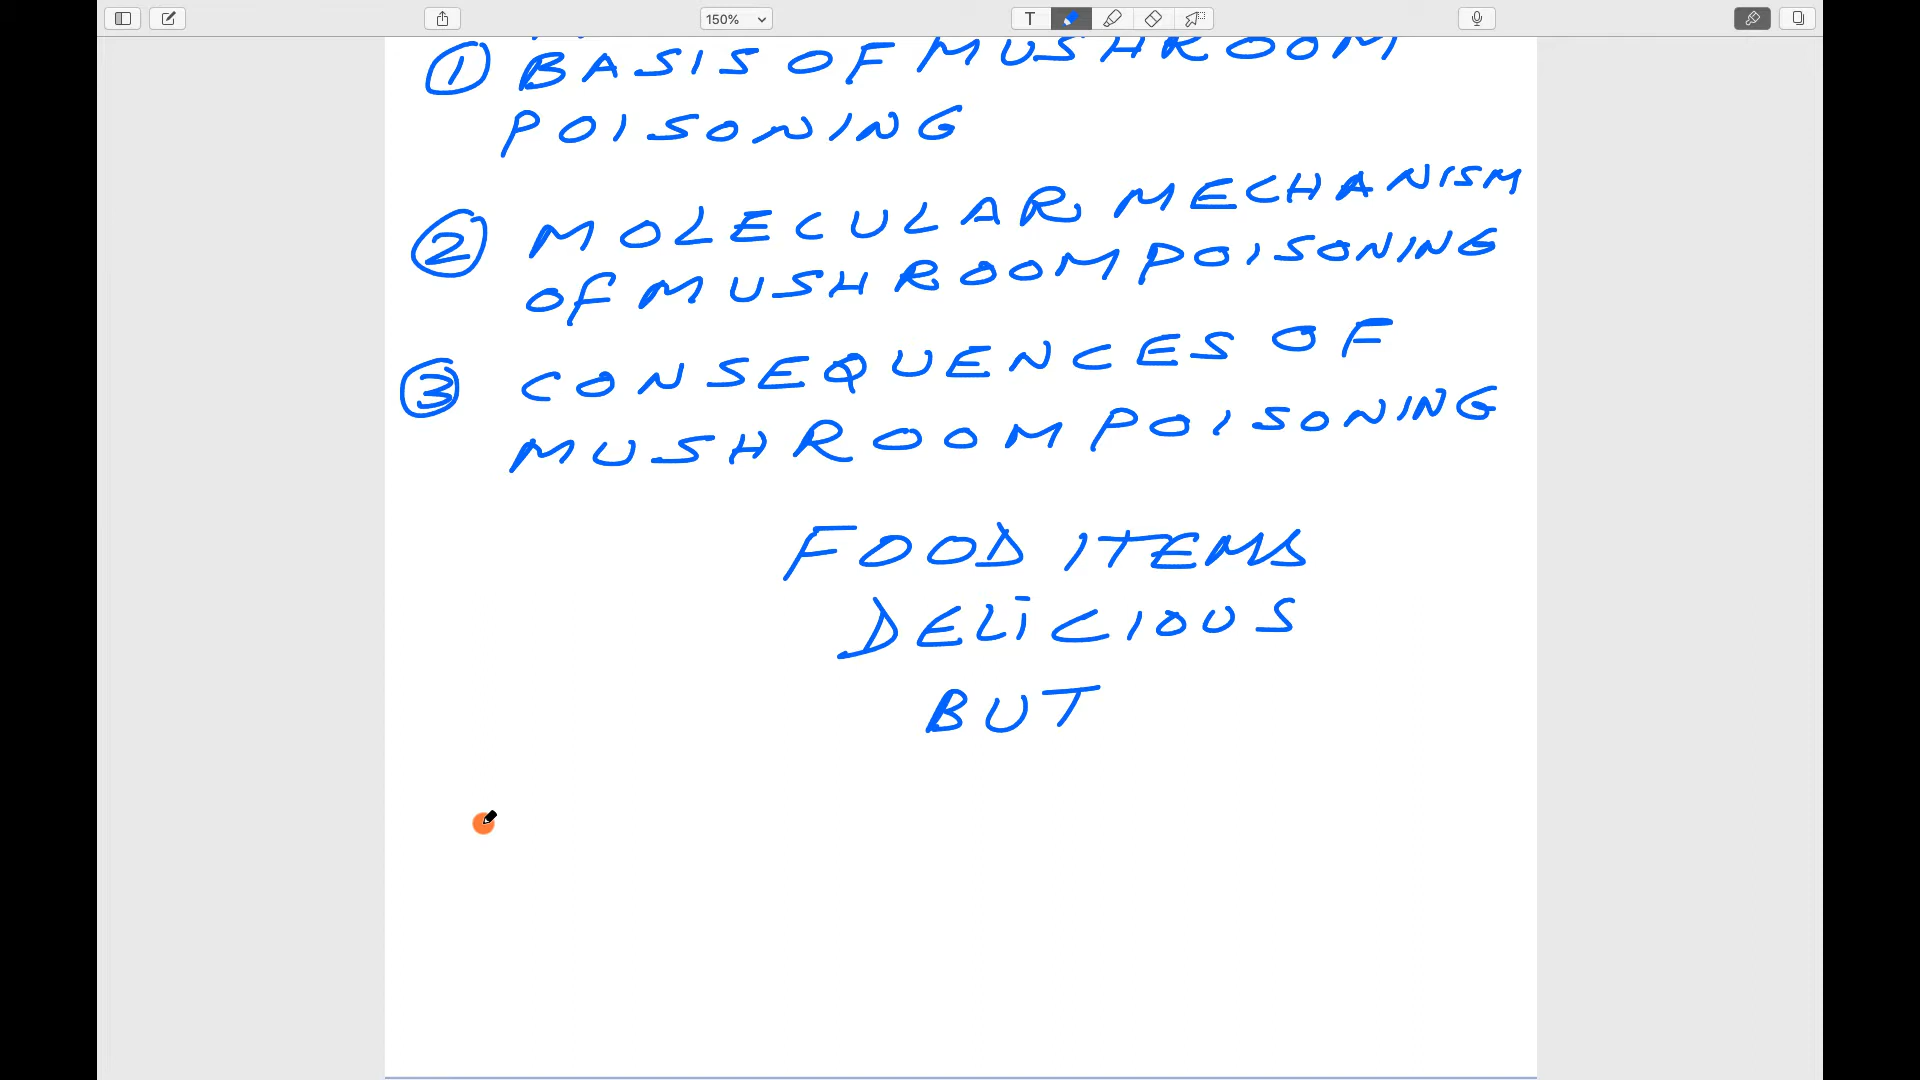 150%
T
① BASIS OF MUSHROOM
POISONING
② MOLECULAR MECHANISM
OF MUSHROOM POISONING
③ CONSEQUENCES OF
MUSHROOM POISONING
FOOD ITEMS
DELICIOUS
BUT